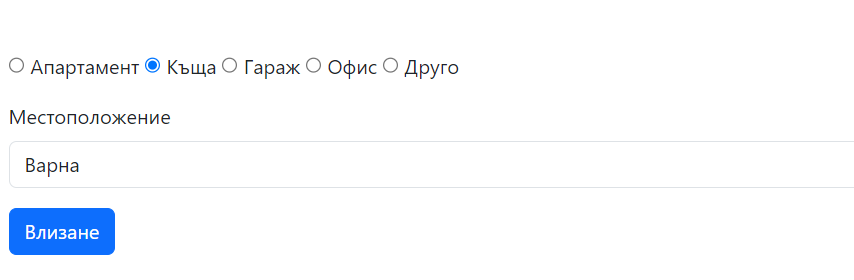 Апартамент Къща Гараж Офис Друго
Местоположение
Варна
Влизане